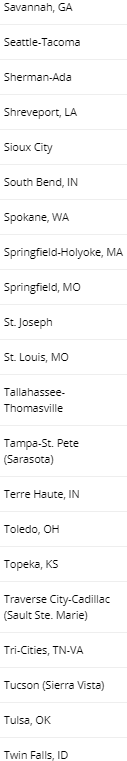 Savannah, GA
Seattle-Tacoma
Sherman-Ada
Shreveport, LA
Sioux City
South Bend, IN
Spokane, WA
Springfield-Holyoke, MA
Springfield, MO
St. Joseph
St. Louis, MO
Tallahassee-
Thomasville
Tampa-St. Pete
(Sarasota)
Terre Haute, IN
Toledo, OH
Topeka, KS
Traverse City-Cadillac
(Sault Ste. Marie)
Tri-Cities, TN-VA
Tucson (Sierra Vista)
Tulsa, OK
Twin Falls, ID